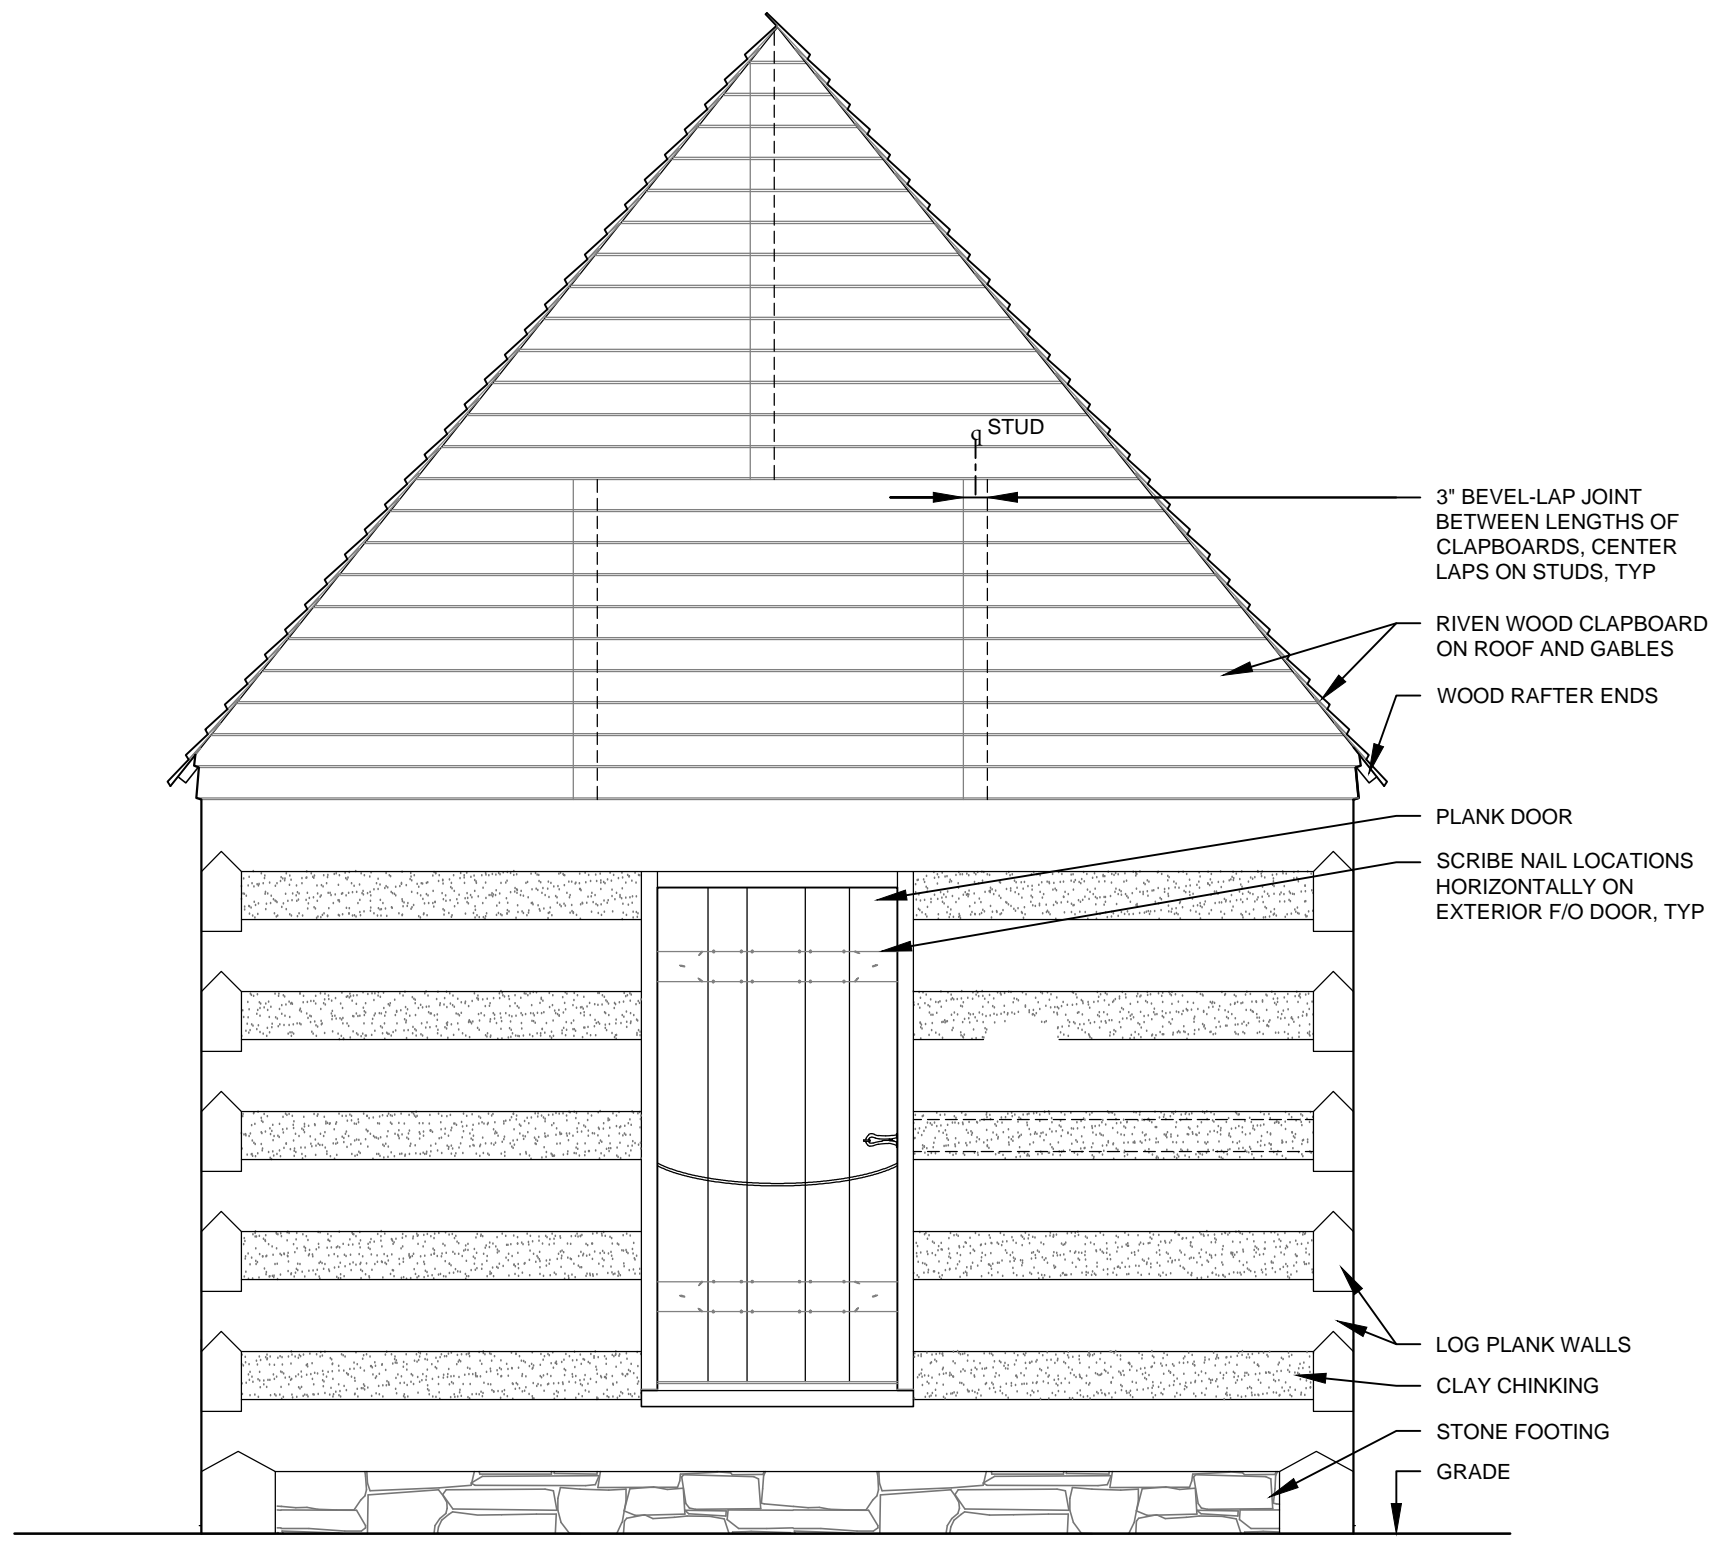 q STUD
3" BEVEL-LAP JOINT
BETWEEN LENGTHS OF
CLAPBOARDS, CENTER
LAPS ON STUDS, TYP
RIVEN WOOD CLAPBOARD
ON ROOF AND GABLES
WOOD RAFTER ENDS
PLANK DOOR
SCRIBE NAIL LOCATIONS
HORIZONTALLY ON
EXTERIOR F/O DOOR, TYP
LOG PLANK WALLS
CLAY CHINKING
STONE FOOTING
GRADE